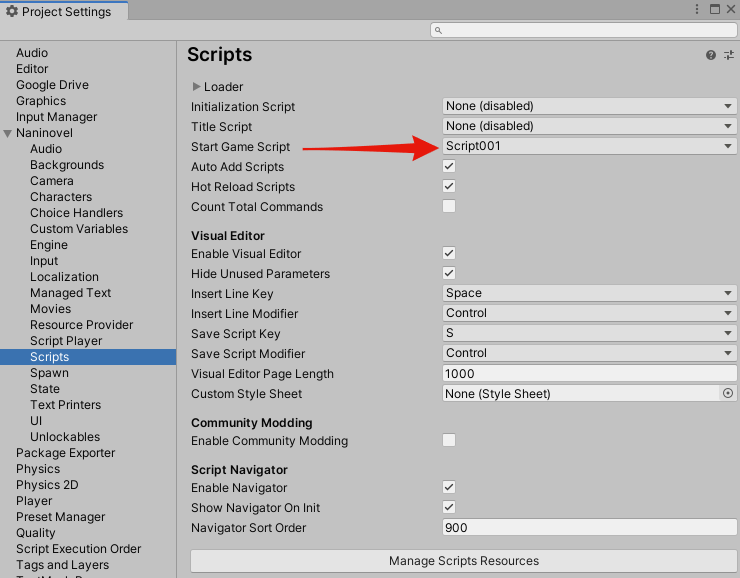 Project Settings
Audio
Editor
Google Drive
Graphics
Input Manager
Naninovel
Audio
Backgrounds
Camera
Characters
Choice Handlers
Custom Variables
Engine
Input
Localization
Managed Text
Movies
Resource Provider
Script Player
Scripts
Spawn
State
Text Printers
UI
Unlockables
Package Exporter
Physics
Physics 2D
Player
Preset Manager
Quality
Script Execution Order
Tags and Layers
Scripts
Loader
Initialization Script None (disabled)
Title Script None (disabled)
Start Game Script Script001
Auto Add Scripts
Hot Reload Scripts
Count Total Commands
Visual Editor
Enable Visual Editor
Hide Unused Parameters
Insert Line Key Space
Insert Line Modifier Control
Save Script Key S
Save Script Modifier Control
Visual Editor Page Length 1000
Custom Style Sheet None (Style Sheet)
Community Modding
Enable Community Modding
Script Navigator
Enable Navigator
Show Navigator On Init
Navigator Sort Order 900
Manage Scripts Resources